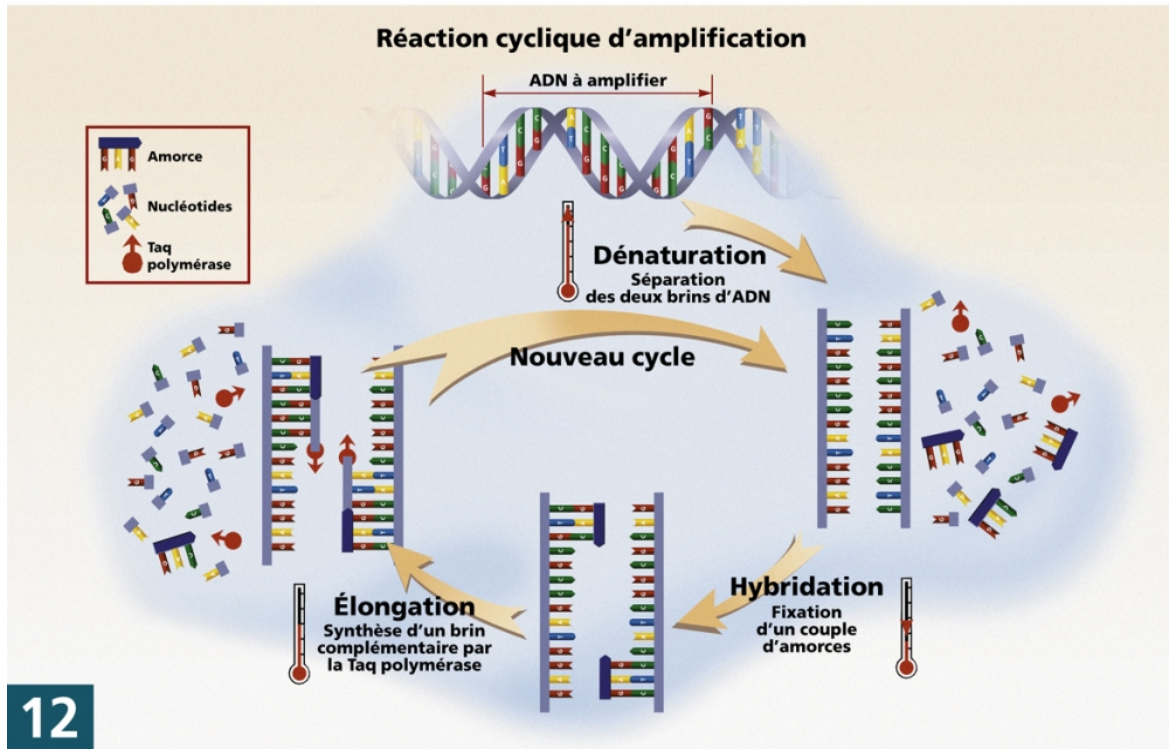 Réaction cyclique d'amplification
ADN à amplifier
Amorce
Nucléotides
Taq
polymérase
Dénaturation
Séparation
des deux brins d'ADN
Nouveau cycle
Hybridation
Fixation
d'un couple
d'amorces
Élongation
Synthèse d'un brin
complémentaire par
la Taq polymérase
12